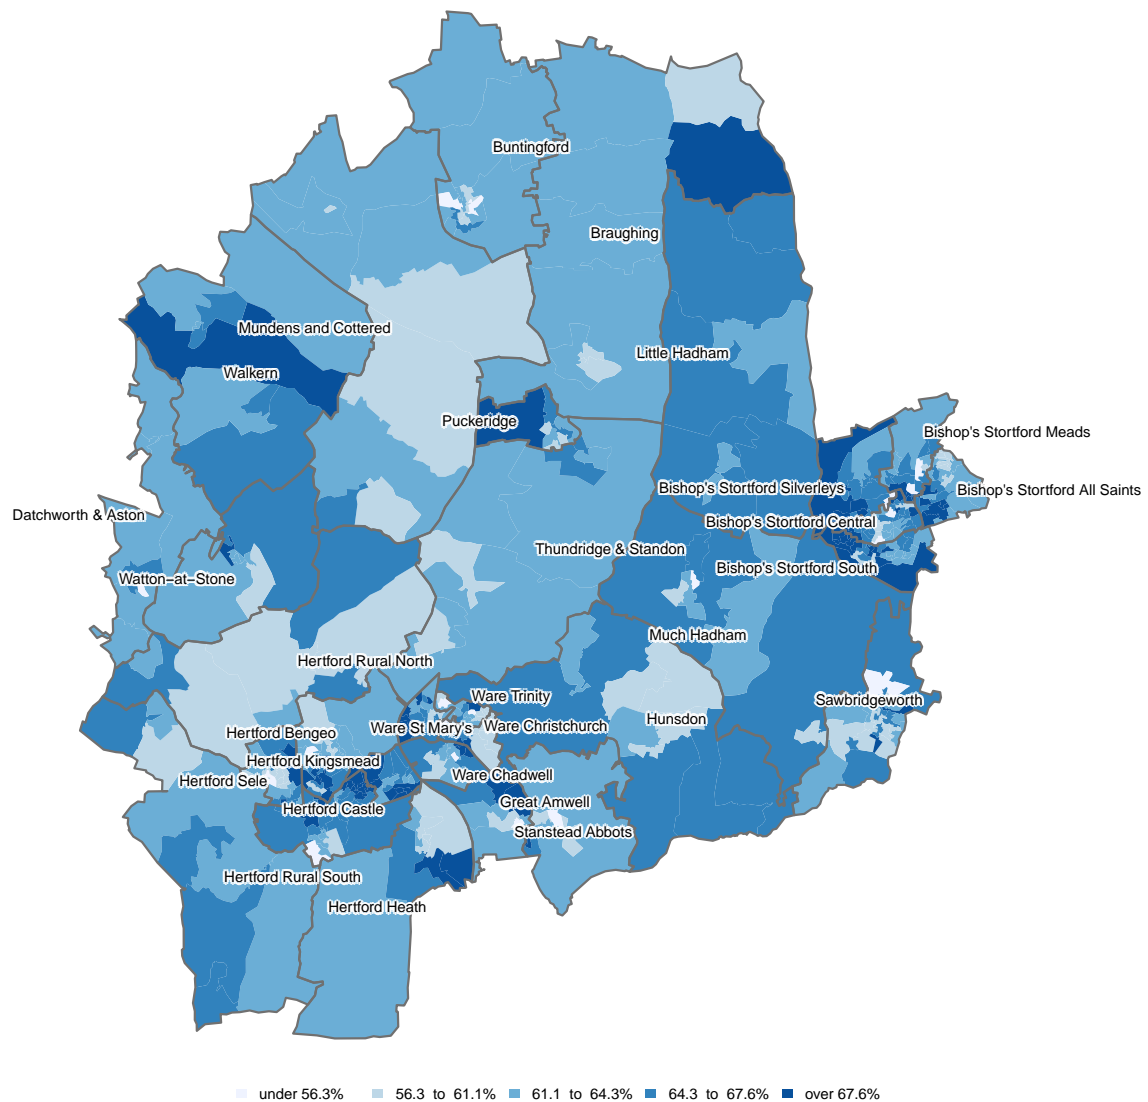 Buntingford
Braughing
Mundens and Cottered
Little Hadham
Walkern
Puckeridge
Bishop's Stortford Meads
Bishop's Stortford Silverleys
Bishop's Stortford All Saints
Datchworth & Aston
Bishop's Stortford Central
Thundridge & Standon
Bishop's Stortford South
Watton−at−Stone
Much Hadham
Hertford Rural North
Ware Trinity
Sawbridgeworth
Hunsdon
Ware St Mary's
Ware Christchurch
Hertford Bengeo
Hertford Kingsmead
Ware Chadwell
Hertford Sele
Great Amwell
Hertford Castle
Stanstead Abbots
Hertford Rural South
Hertford Heath
under 56.3% 56.3 to 61.1% 61.1 to 64.3% 64.3 to 67.6% over 67.6%